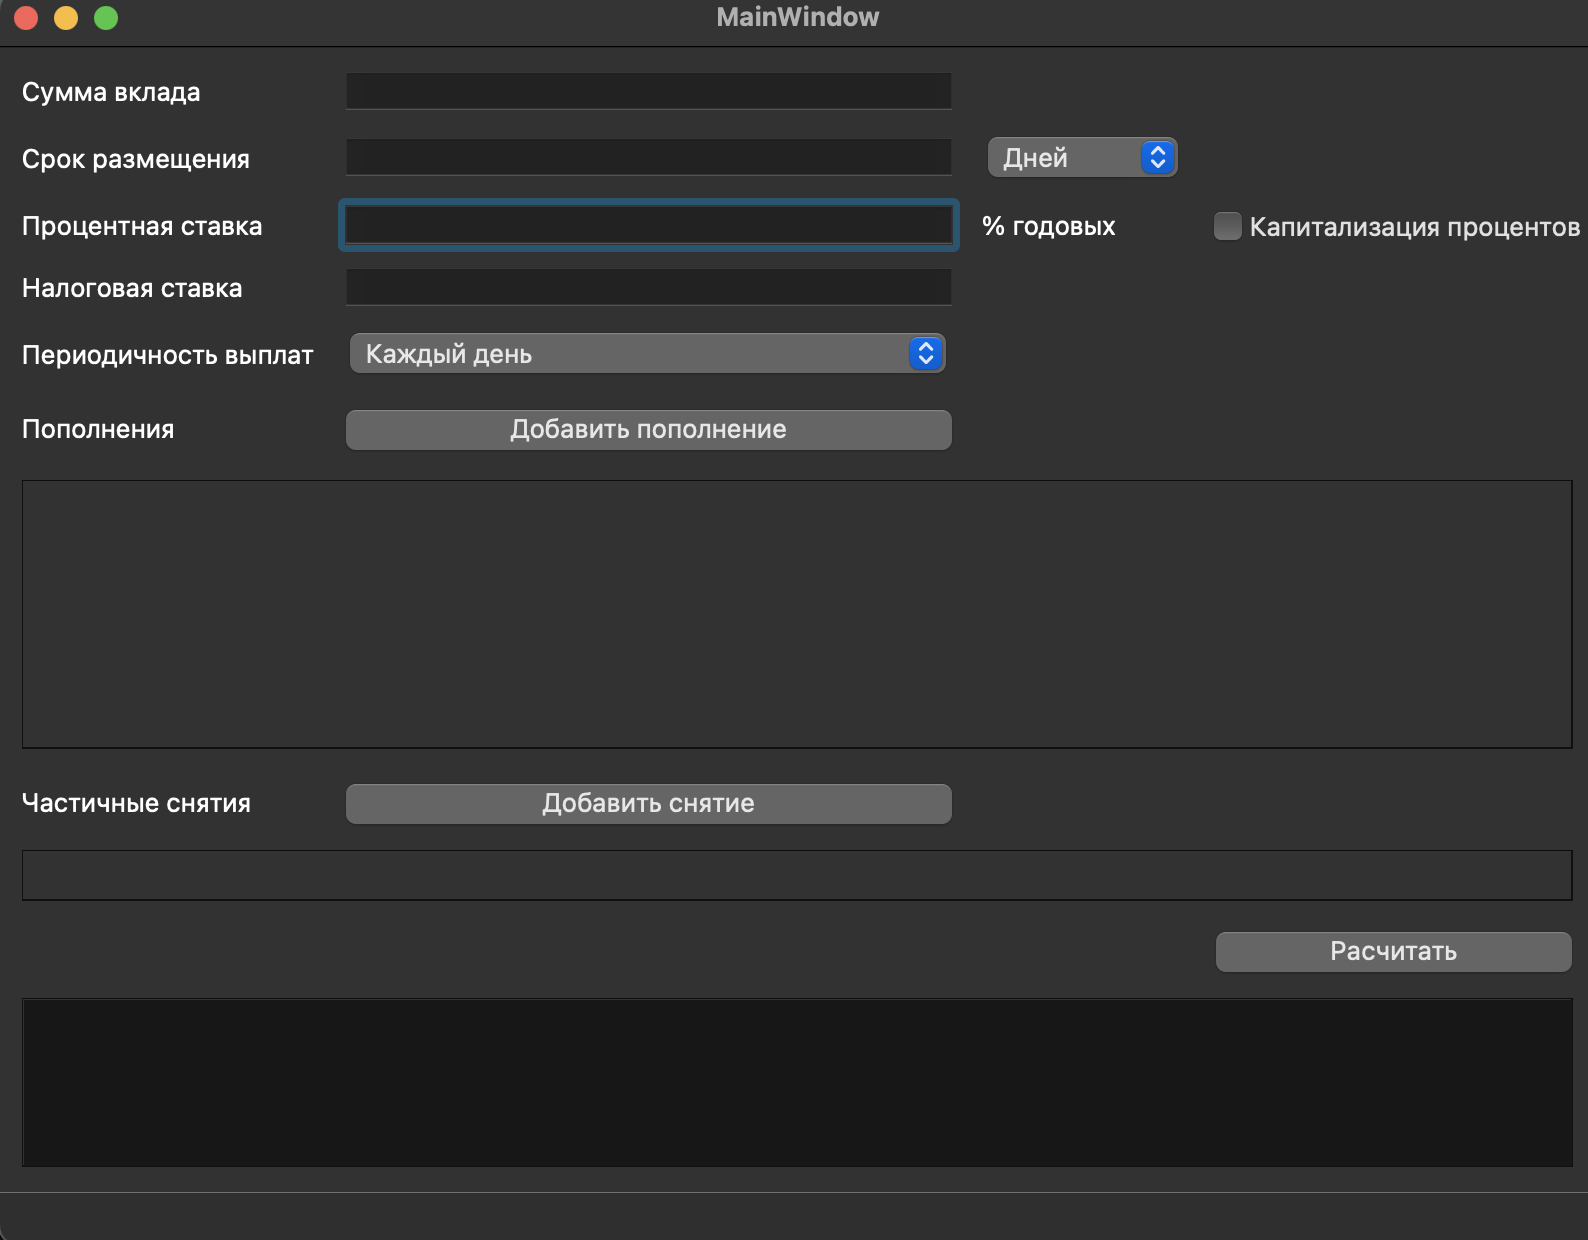 MainWindow
Сумма вклада
Срок размещения Дней
Процентная ставка % годовых Капитализация процентов
Налоговая ставка
Периодичность выплат Каждый день
Пополнения Добавить пополнение
Частичные снятия Добавить снятие
Расчитать